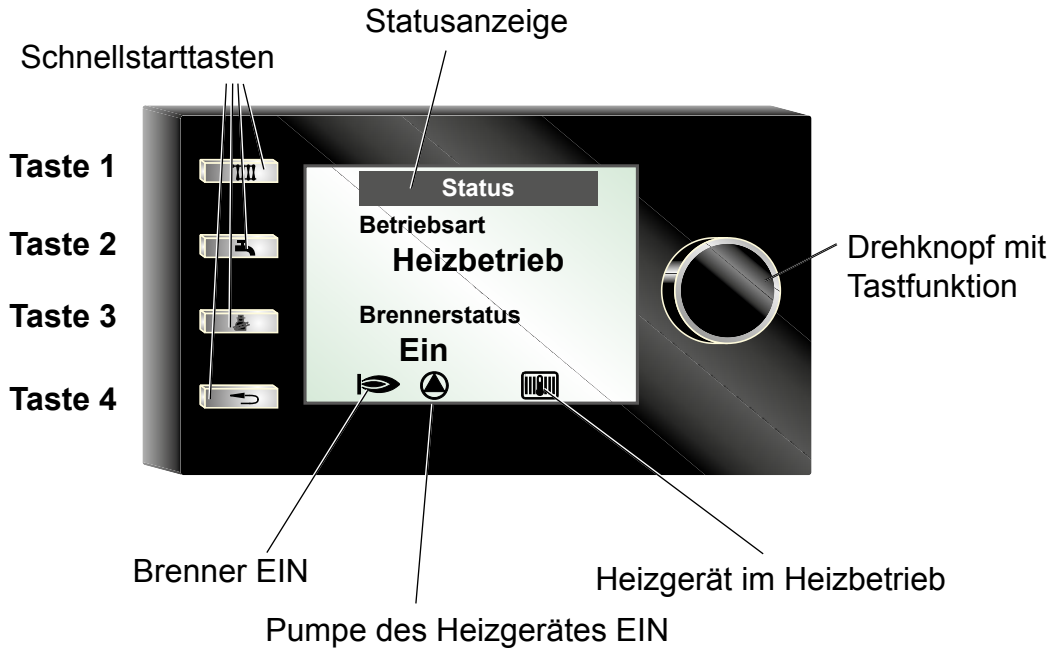 Statusanzeige
Schnellstarttasten
Taste 1
Taste 2
Taste 3
Taste 4
Status
Betriebsart
Heizbetrieb
Brennerstatus
Ein
Drehknopf mit
Tastfunktion
Brenner EIN
Heizgerät im Heizbetrieb
Pumpe des Heizgerätes EIN